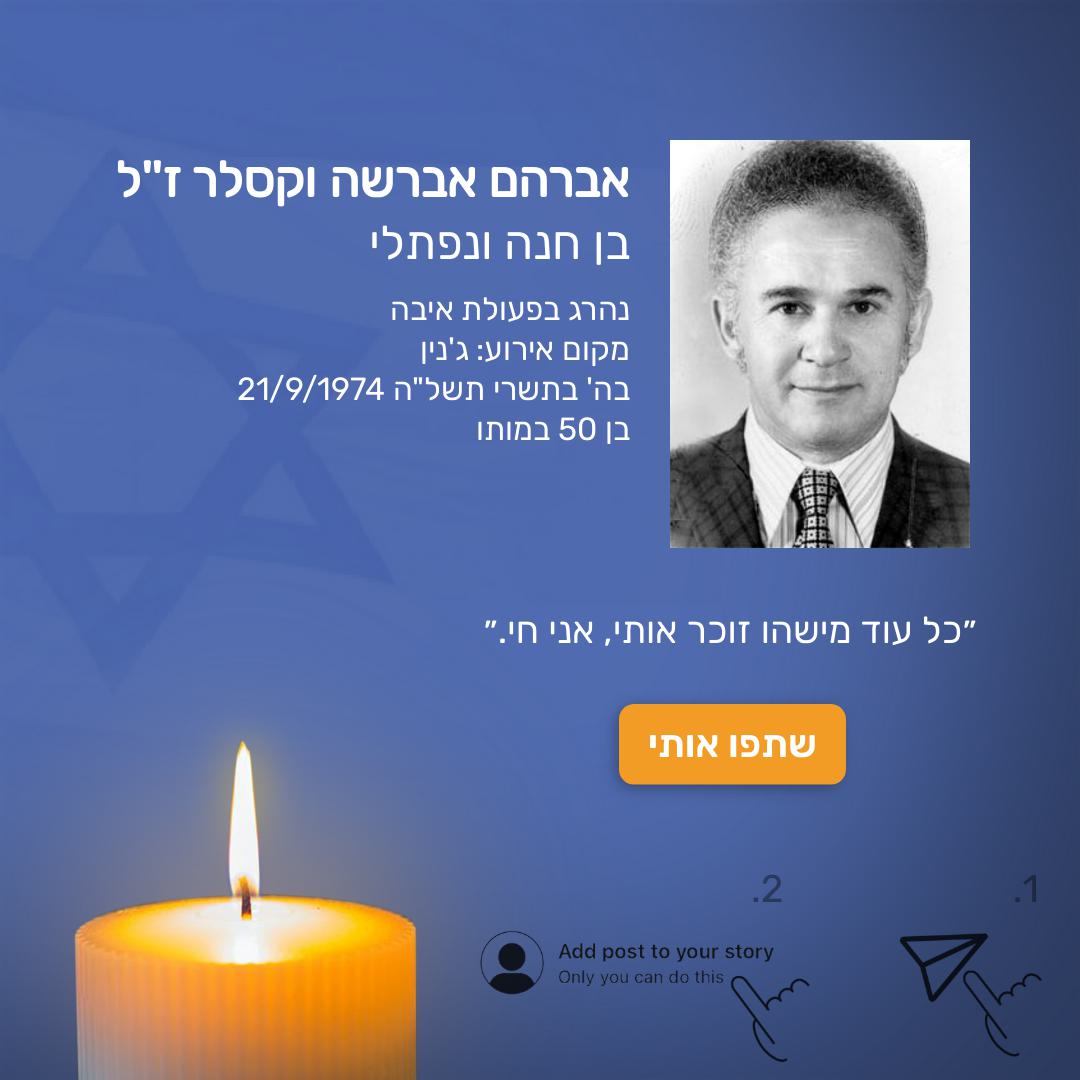 אברהם אברשה וקסלר ז"ל
בן חנה ונפתלי
נהרג בפעולת איבה
מקום אירוע: ג'נין
בה' בתשרי תשל"ה 21/9/1974
בן 50 במותו
״כל עוד מישהו זוכר אותי, אני חי.״
שתפו אותי
1.
2.
Add post to your story
Only you can do this